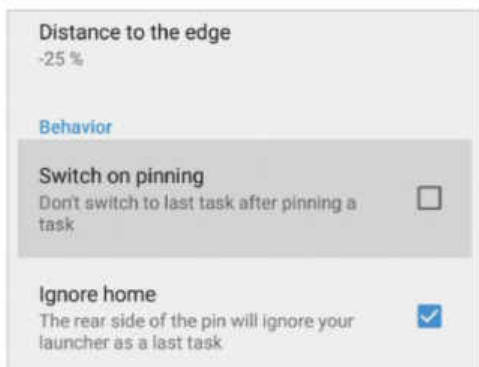 Distance to the edge
-25 %
Behavior
Switch on pinning
Don't switch to last task after pinning a
task
Ignore home
The rear side of the pin will ignore your
launcher as a last task